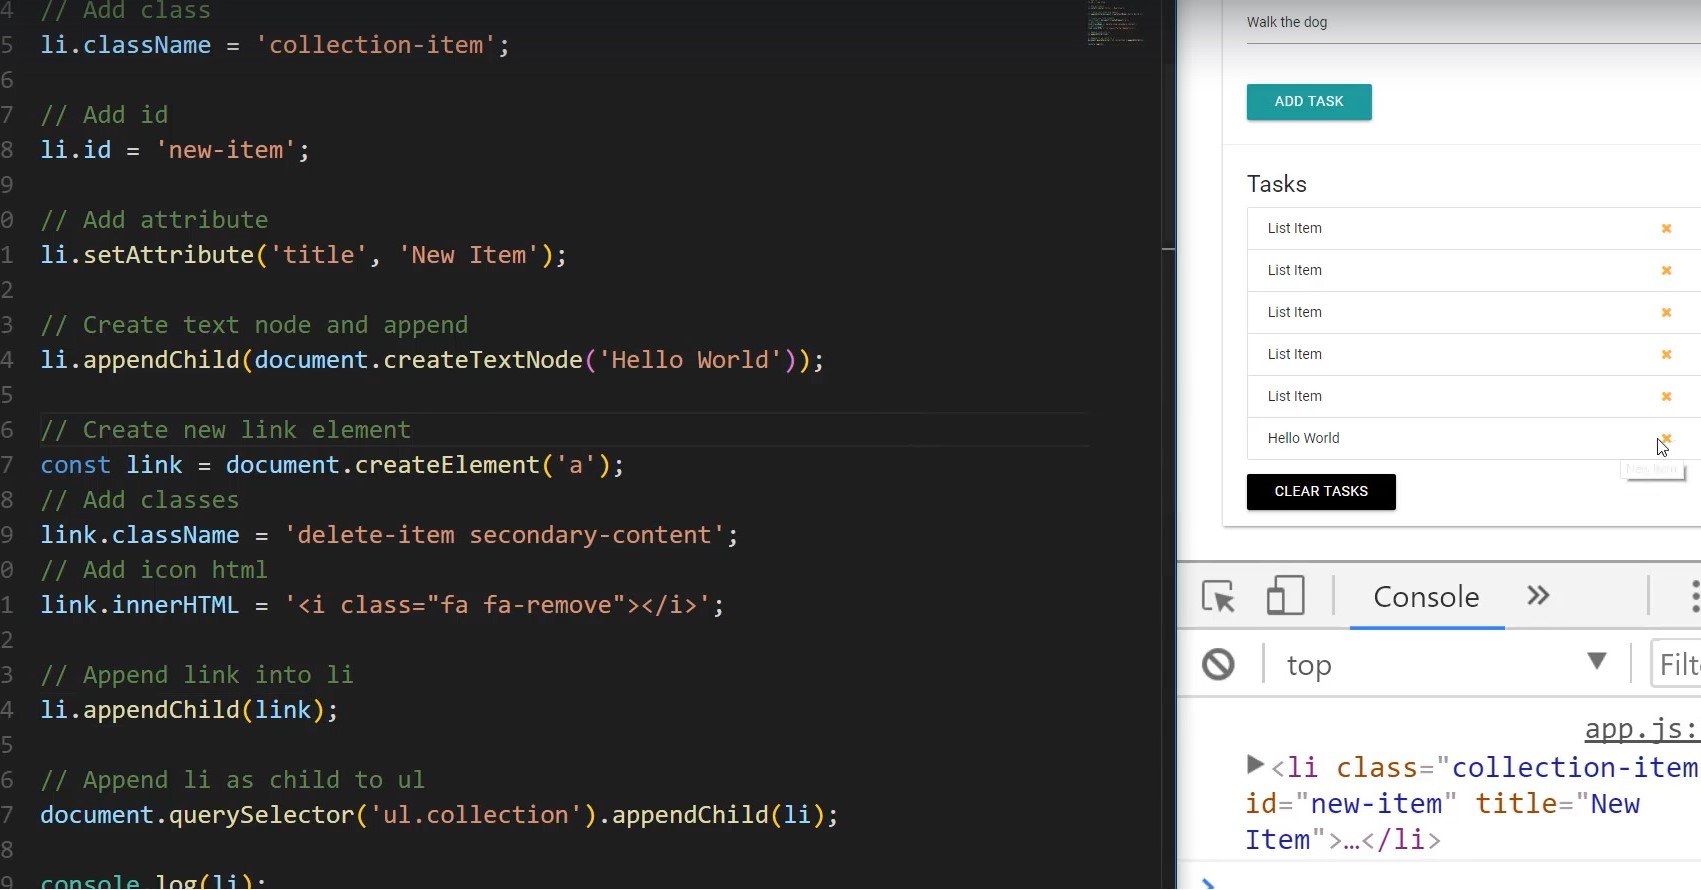 4 // Add class
5 li.className = 'collection-item';
6
7 // Add id
8 li.id = 'new-item';
9
0 // Add attribute
1 li.setAttribute('title', 'New Item');
2
3 // Create text node and append
4 li.appendChild(document.createTextNode('Hello World'));
5
6 // Create new link element
7 const link = document.createElement('a');
8 // Add classes
9 link.className = 'delete-item secondary-content';
0 // Add icon html
1 link.innerHTML = '<i class="fa fa-remove"></i>';
2
3 // Append link into li
4 li.appendChild(link);
5
6 // Append li as child to ul
7 document.querySelector('ul.collection').appendChild(li);
8
9 console.log(li);
Walk the dog
ADD TASK
Tasks
List Item
List Item
List Item
List Item
List Item
Hello World
New Item
CLEAR TASKS
Console
top
Filt
app.js:
<li class="collection-item
id="new-item" title="New
Item">…</li>